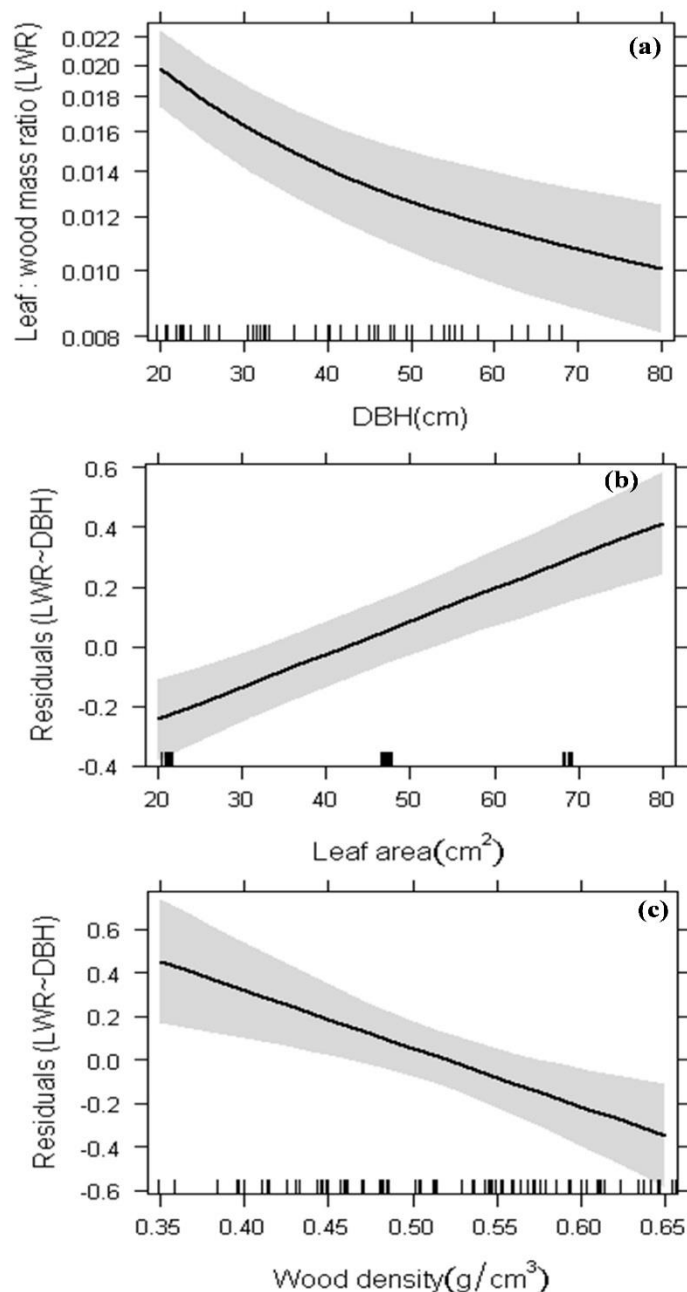 (a)
Leaf : wood mass ratio (LWR)
0.022
0.020
0.018
0.016
0.014
0.012
0.010
0.008
20 30 40 50 60 70 80
DBH(cm)
(b)
Residuals (LWR~DBH)
0.6
0.4
0.2
0.0
-0.2
-0.4
20 30 40 50 60 70 80
Leaf area(cm²)
(c)
Residuals (LWR~DBH)
0.6
0.4
0.2
0.0
-0.2
-0.4
-0.6
0.35 0.40 0.45 0.50 0.55 0.60 0.65
Wood density(g/cm³)